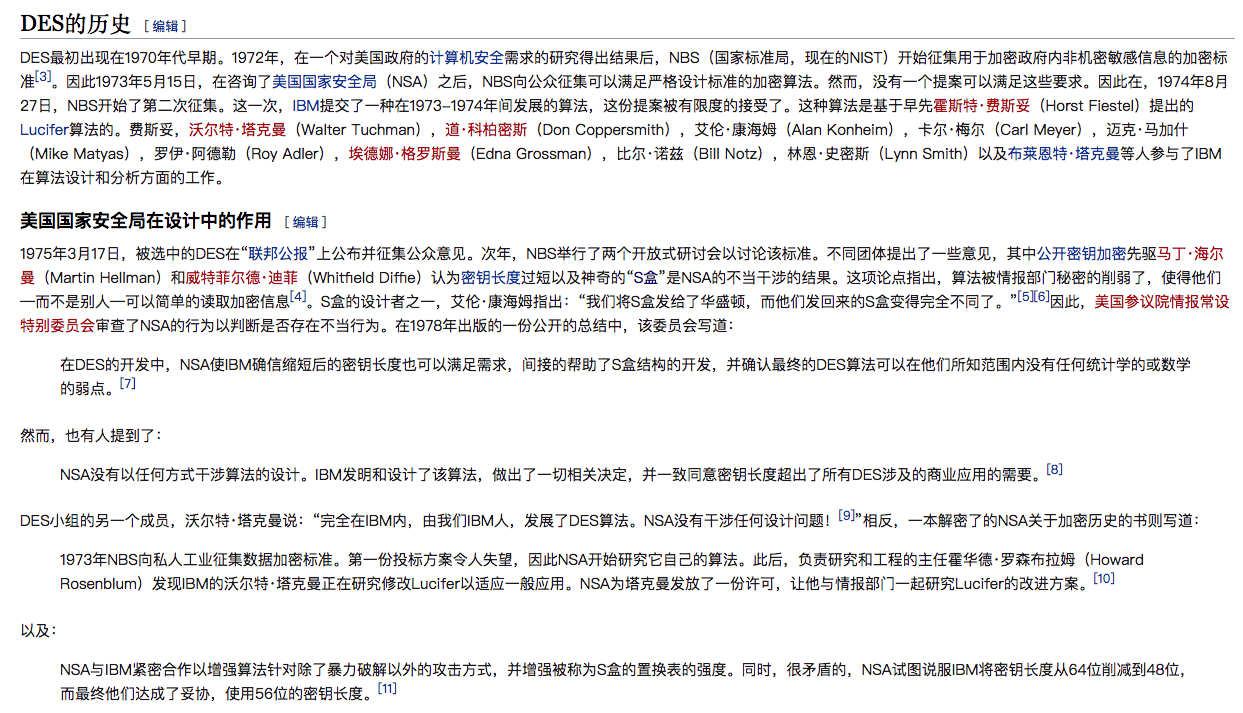 DES的历史 [编辑]
DES最初出现在1970年代早期。1972年，在一个对美国政府的计算机安全需求的研究得出结果后，NBS（国家标准局，现在的NIST）开始征集用于加密政府内非机密敏感信息的加密标
准[3]。因此1973年5月15日，在咨询了美国国家安全局（NSA）之后，NBS向公众征集可以满足严格设计标准的加密算法。然而，没有一个提案可以满足这些要求。因此在，1974年8月
27日，NBS开始了第二次征集。这一次，IBM提交了一种在1973–1974年间发展的算法，这份提案被有限度的接受了。这种算法是基于早先霍斯特·费斯妥（Horst Fiestel）提出的
Lucifer算法的。费斯妥，沃尔特·塔克曼（Walter Tuchman），道·科柏密斯（Don Coppersmith），艾伦·康海姆（Alan Konheim），卡尔·梅尔（Carl Meyer），迈克·马加什
（Mike Matyas），罗伊·阿德勒（Roy Adler），埃德娜·格罗斯曼（Edna Grossman），比尔·诺兹（Bill Notz），林恩·史密斯（Lynn Smith）以及布莱恩特·塔克曼等人参与了IBM
在算法设计和分析方面的工作。
美国国家安全局在设计中的作用 [编辑]
1975年3月17日，被选中的DES在“联邦公报”上公布并征集公众意见。次年，NBS举行了两个开放式研讨会以讨论该标准。不同团体提出了一些意见，其中公开密钥加密先驱马丁·海尔
曼（Martin Hellman）和威特菲尔德·迪菲（Whitfield Diffie）认为密钥长度过短以及神奇的“S盒”是NSA的不当干涉的结果。这项论点指出，算法被情报部门秘密的削弱了，使得他们
—而不是别人—可以简单的读取加密信息[4]。S盒的设计者之一，艾伦·康海姆指出：“我们将S盒发给了华盛顿，而他们发回来的S盒变得完全不同了。”[5][6]因此，美国参议院情报常设
特别委员会审查了NSA的行为以判断是否存在不当行为。在1978年出版的一份公开的总结中，该委员会写道：
在DES的开发中，NSA使IBM确信缩短后的密钥长度也可以满足需求，间接的帮助了S盒结构的开发，并确认最终的DES算法可以在他们所知范围内没有任何统计学的或数学
的弱点。[7]
然而，也有人提到了：
NSA没有以任何方式干涉算法的设计。IBM发明和设计了该算法，做出了一切相关决定，并一致同意密钥长度超出了所有DES涉及的商业应用的需要。[8]
DES小组的另一个成员，沃尔特·塔克曼说：“完全在IBM内，由我们IBM人，发展了DES算法。NSA没有干涉任何设计问题！[9]”相反，一本解密了的NSA关于加密历史的书则写道：
1973年NBS向私人工业征集数据加密标准。第一份投标方案令人失望，因此NSA开始研究它自己的算法。此后，负责研究和工程的主任霍华德·罗森布拉姆（Howard
Rosenblum）发现IBM的沃尔特·塔克曼正在研究修改Lucifer以适应一般应用。NSA为塔克曼发放了一份许可，让他与情报部门一起研究Lucifer的改进方案。[10]
以及：
NSA与IBM紧密合作以增强算法针对除了暴力破解以外的攻击方式，并增强被称为S盒的置换表的强度。同时，很矛盾的，NSA试图说服IBM将密钥长度从64位削减到48位，
而最终他们达成了妥协，使用56位的密钥长度。[11]